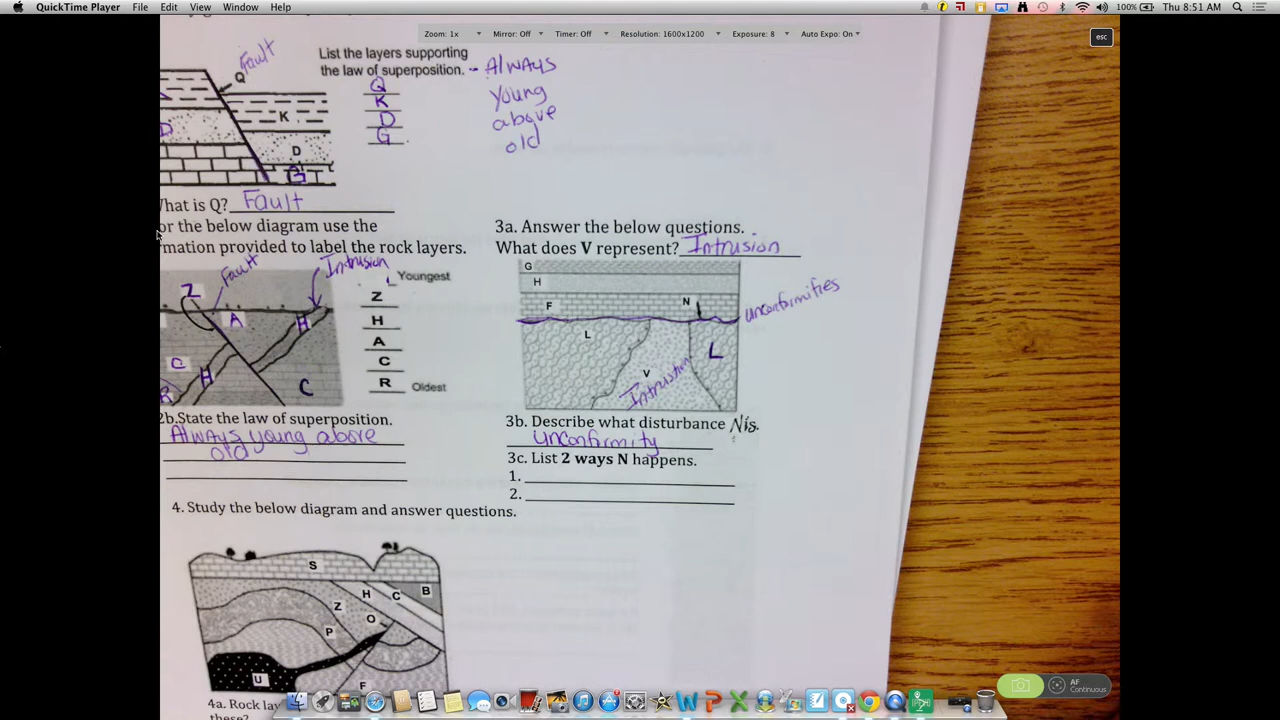 QuickTime Player File Edit View Window Help
100% Thu 8:51 AM
Zoom: 1x Mirror: Off Timer: Off Resolution: 1600x1200 Exposure: 8 Auto Expo: On
esc
List the layers supporting
the law of superposition. - Always
young
above
old
Q
K
D
G
Fault
Q
K
D
D
G
What is Q? Fault
or the below diagram use the
rmation provided to label the rock layers.
Fault
Intrusion
Z
A
H
C
H
R
C
Youngest
Z
H
A
C
R Oldest
2b. State the law of superposition.
Always young above
old
3a. Answer the below questions.
What does V represent? Intrusion
G
H
F
N
unconformities
L
L
V
Intrusion
3b. Describe what disturbance N is.
unconformity
3c. List 2 ways N happens.
1.
2.
4. Study the below diagram and answer questions.
S
H
C
B
Z
O
P
U
F
4a. Rock lay
these?
AF
Continuous